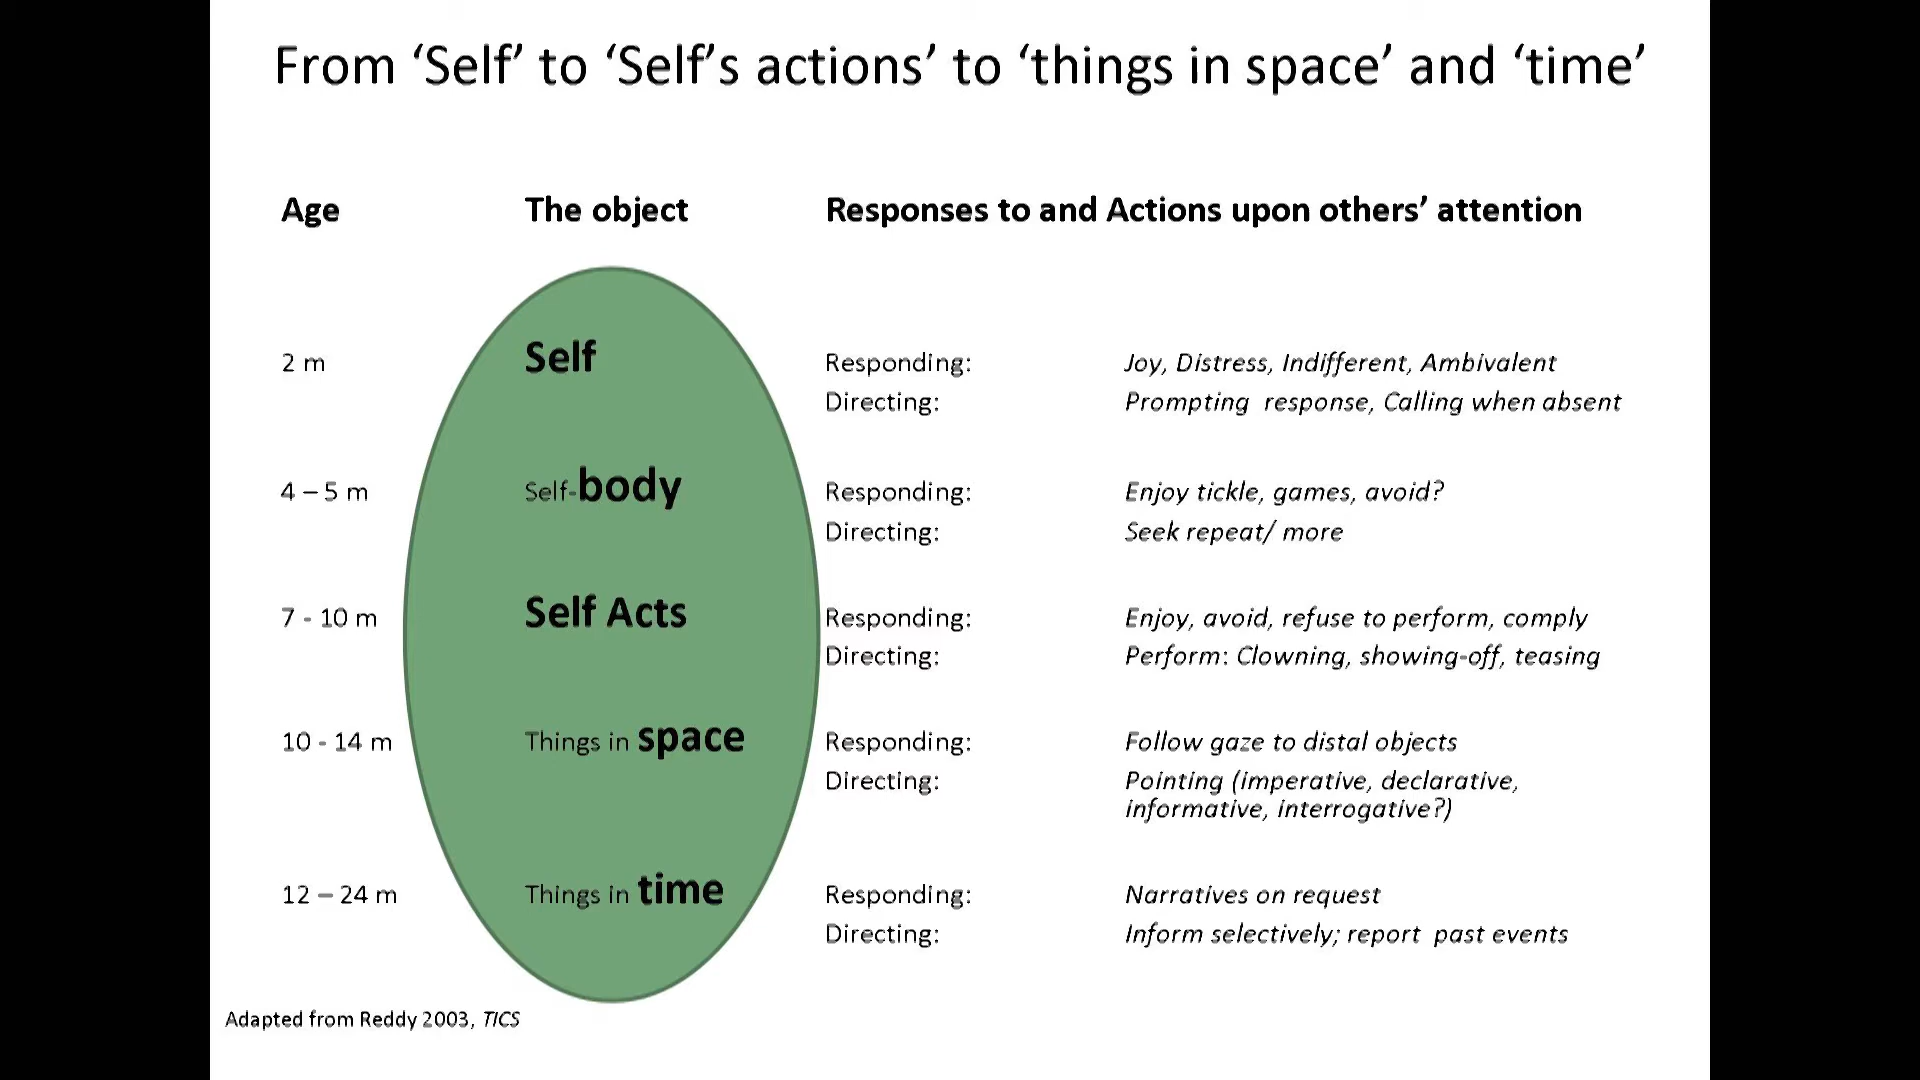 From ‘Self’ to ‘Self’s actions’ to ‘things in space’ and ‘time’
Age The object Responses to and Actions upon others’ attention
2 m Self Responding: Joy, Distress, Indifferent, Ambivalent
Directing: Prompting response, Calling when absent
4 – 5 m Self-body Responding: Enjoy tickle, games, avoid?
Directing: Seek repeat/ more
7 - 10 m Self Acts Responding: Enjoy, avoid, refuse to perform, comply
Directing: Perform: Clowning, showing-off, teasing
10 - 14 m Things in space Responding: Follow gaze to distal objects
Directing: Pointing (imperative, declarative,
informative, interrogative?)
12 – 24 m Things in time Responding: Narratives on request
Directing: Inform selectively; report past events
Adapted from Reddy 2003, TICS